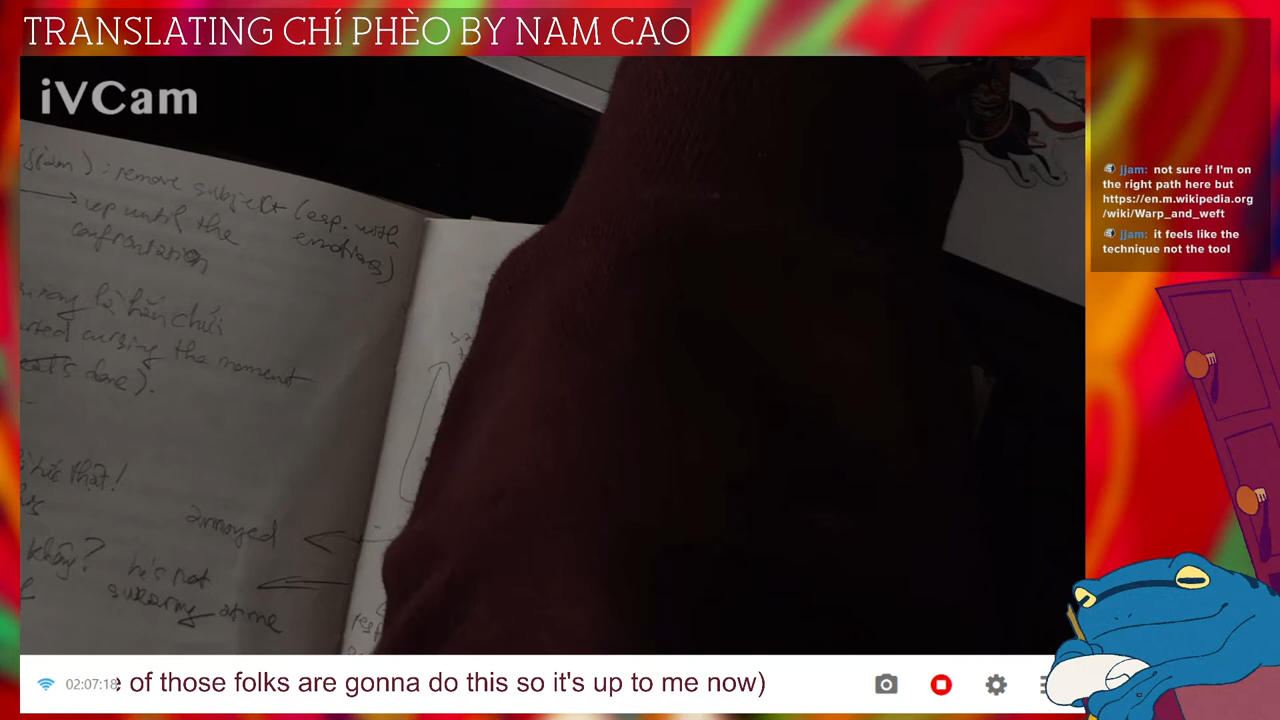 TRANSLATING CHÍ PHÈO BY NAM CAO
iVCam
: remove subject (esp. with
emotions)
→ up until the
confrontation
là hắn chửi
cursing the moment
done).
thật!
annoyed
không?
he's not
swearing at me
jjam: not sure if I'm on
the right path here but
https://en.m.wikipedia.org
/wiki/Warp_and_weft
jjam: it feels like the
technique not the tool
02:07:18
of those folks are gonna do this so it's up to me now)